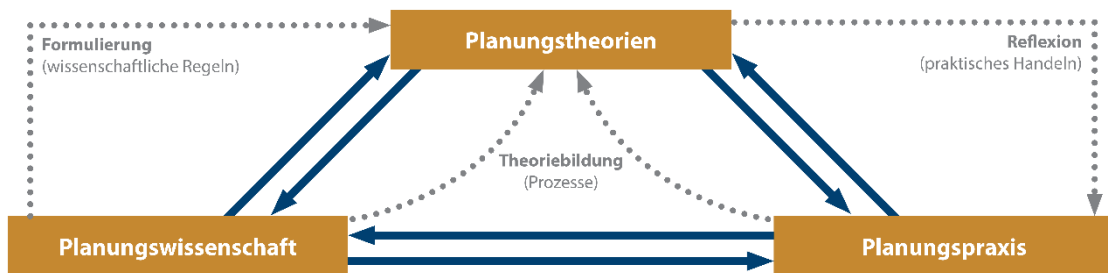 Planungstheorien
Formulierung
(wissenschaftliche Regeln)
Reflexion
(praktisches Handeln)
Theoriebildung
(Prozesse)
Planungswissenschaft
Planungspraxis